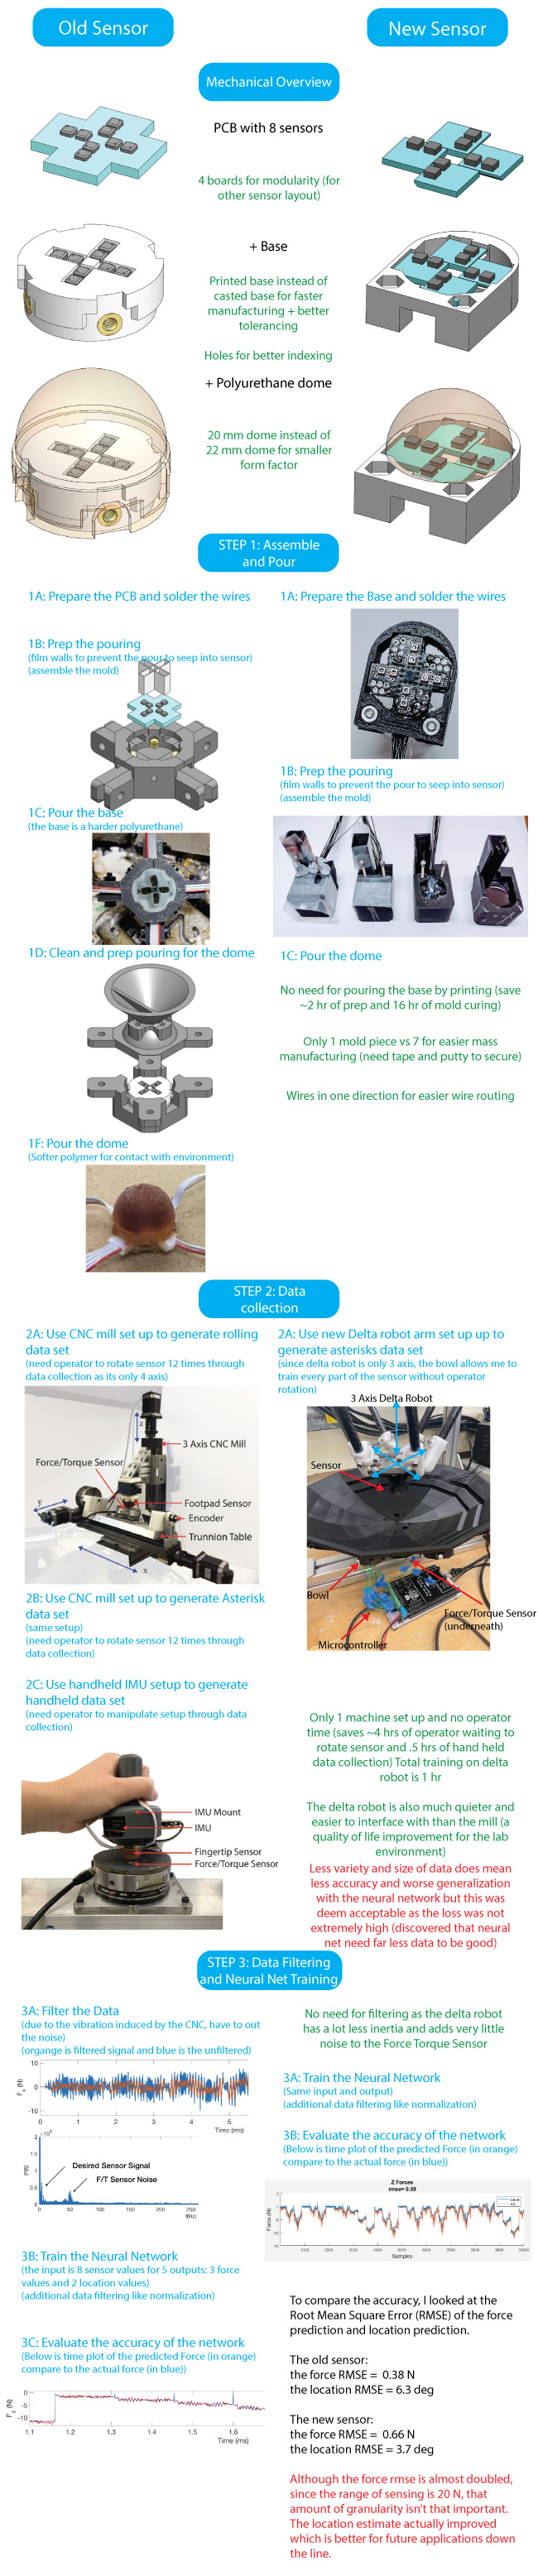 Old Sensor
New Sensor
Mechanical Overview
PCB with 8 sensors
4 boards for modularity (for
other sensor layout)
+ Base
Printed base instead of
casted base for faster
manufacturing + better
tolerancing
Holes for better indexing
+ Polyurethane dome
20 mm dome instead of
22 mm dome for smaller
form factor
STEP 1: Assemble
and Pour
1A: Prepare the PCB and solder the wires
1B: Prep the pouring
(film walls to prevent the pour to seep into sensor)
(assemble the mold)
1C: Pour the base
(the base is a harder polyurethane)
1D: Clean and prep pouring for the dome
1F: Pour the dome
(Softer polymer for contact with environment)
1A: Prepare the Base and solder the wires
1B: Prep the pouring
(film walls to prevent the pour to seep into sensor)
(assemble the mold)
1C: Pour the dome
No need for pouring the base by printing (save
~2 hr of prep and 16 hr of mold curing)
Only 1 mold piece vs 7 for easier mass
manufacturing (need tape and putty to secure)
Wires in one direction for easier wire routing
STEP 2: Data
collection
2A: Use CNC mill set up to generate rolling
data set
(need operator to rotate sensor 12 times through
data collection as its only 4 axis)
z
3 Axis CNC Mill
Force/Torque Sensor
y
Footpad Sensor
Encoder
Trunnion Table
x
2B: Use CNC mill set up to generate Asterisk
data set
(same setup)
(need operator to rotate sensor 12 times through
data collection)
2C: Use handheld IMU setup to generate
handheld data set
(need operator to manipulate setup through data
collection)
IMU Mount
IMU
Fingertip Sensor
Force/Torque Sensor
2A: Use new Delta robot arm set up up to
generate asterisks data set
(since delta robot is only 3 axis, the bowl allows me to
train every part of the sensor without operator
rotation)
3 Axis Delta Robot
Sensor
Bowl
Force/Torque Sensor
(underneath)
Microcontroller
Only 1 machine set up and no operator
time (saves ~4 hrs of operator waiting to
rotate sensor and .5 hrs of hand held
data collection) Total training on delta
robot is 1 hr
The delta robot is also much quieter and
easier to interface with than the mill (a
quality of life improvement for the lab
environment)
Less variety and size of data does mean
less accuracy and worse generalization
with the neural network but this was
deem acceptable as the loss was not
extremely high (discovered that neural
net need far less data to be good)
STEP 3: Data Filtering
and Neural Net Training
3A: Filter the Data
(due to the vibration induced by the CNC, have to out
the noise)
(organge is filtered signal and blue is the unfiltered)
10
0
-10
0 1 2 3 4 5
Time (ms)
Desired Sensor Signal
F/T Sensor Noise
0 50 100 150 200 250
f(Hz)
3B: Train the Neural Network
(the input is 8 sensor values for 5 outputs: 3 force
values and 2 location values)
(additional data filtering like normalization)
3C: Evaluate the accuracy of the network
(Below is time plot of the predicted Force (in orange)
compare to the actual force (in blue))
0
-5
-10
1.1 1.2 1.3 1.4 1.5 1.6
Time (ms)
No need for filtering as the delta robot
has a lot less inertia and adds very little
noise to the Force Torque Sensor
3A: Train the Neural Network
(Same input and output)
(additional data filtering like normalization)
3B: Evaluate the accuracy of the network
(Below is time plot of the predicted Force (in orange)
compare to the actual force (in blue))
Z Forces
rmse= 0.59
Force (N)
Samples
To compare the accuracy, I looked at the
Root Mean Square Error (RMSE) of the force
prediction and location prediction.
The old sensor:
the force RMSE = 0.38 N
the location RMSE = 6.3 deg
The new sensor:
the force RMSE = 0.66 N
the location RMSE = 3.7 deg
Although the force rmse is almost doubled,
since the range of sensing is 20 N, that
amount of granularity isn't that important.
The location estimate actually improved
which is better for future applications down
the line.